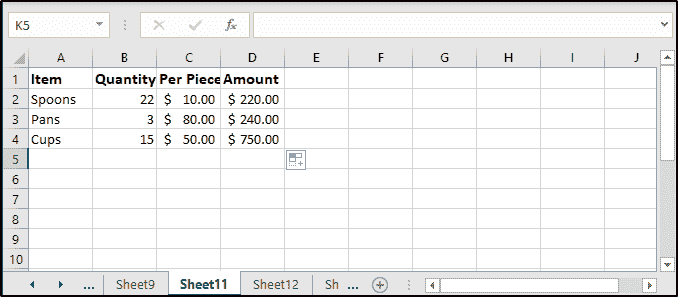 K5 fx
A B C D E F G H I J
1 Item Quantity Per Piece Amount
2 Spoons 22 $ 10.00 $ 220.00
3 Pans 3 $ 80.00 $ 240.00
4 Cups 15 $ 50.00 $ 750.00
5
6
7
8
9
10
... Sheet9 Sheet11 Sheet12 Sh ...